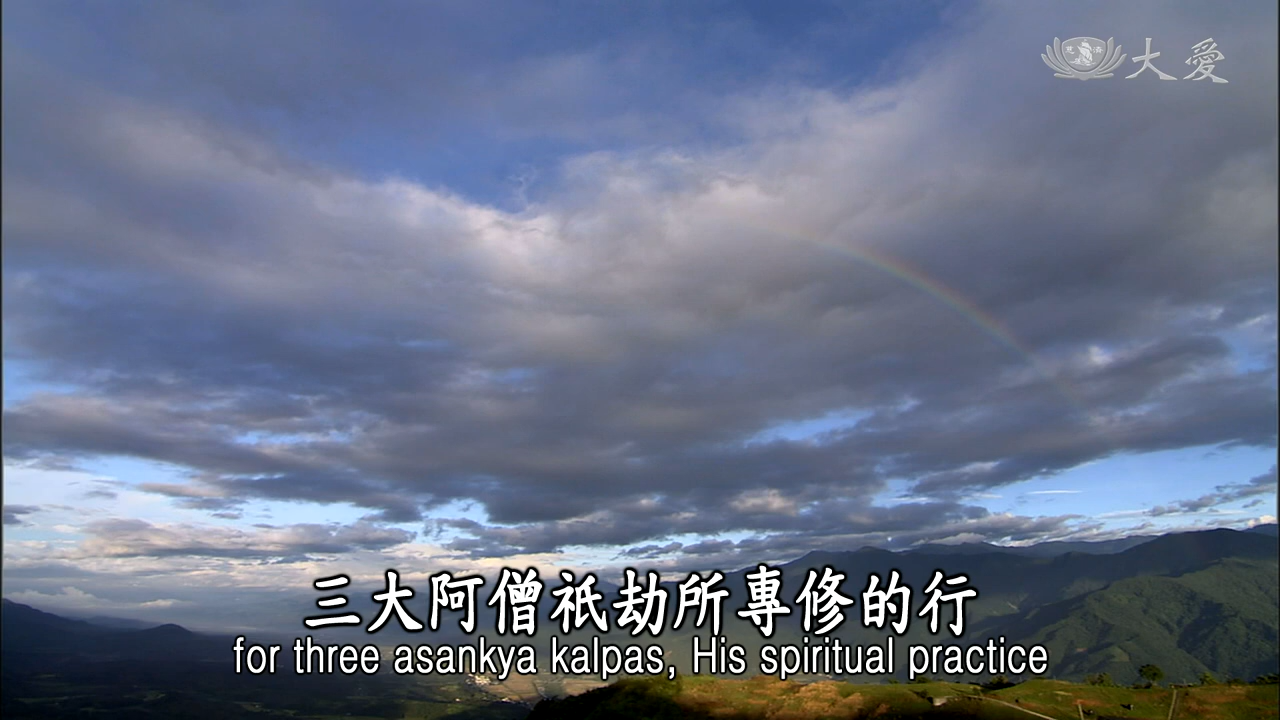 大愛
三大阿僧祇劫所專修的行
for three asankya kalpas, His spiritual practice